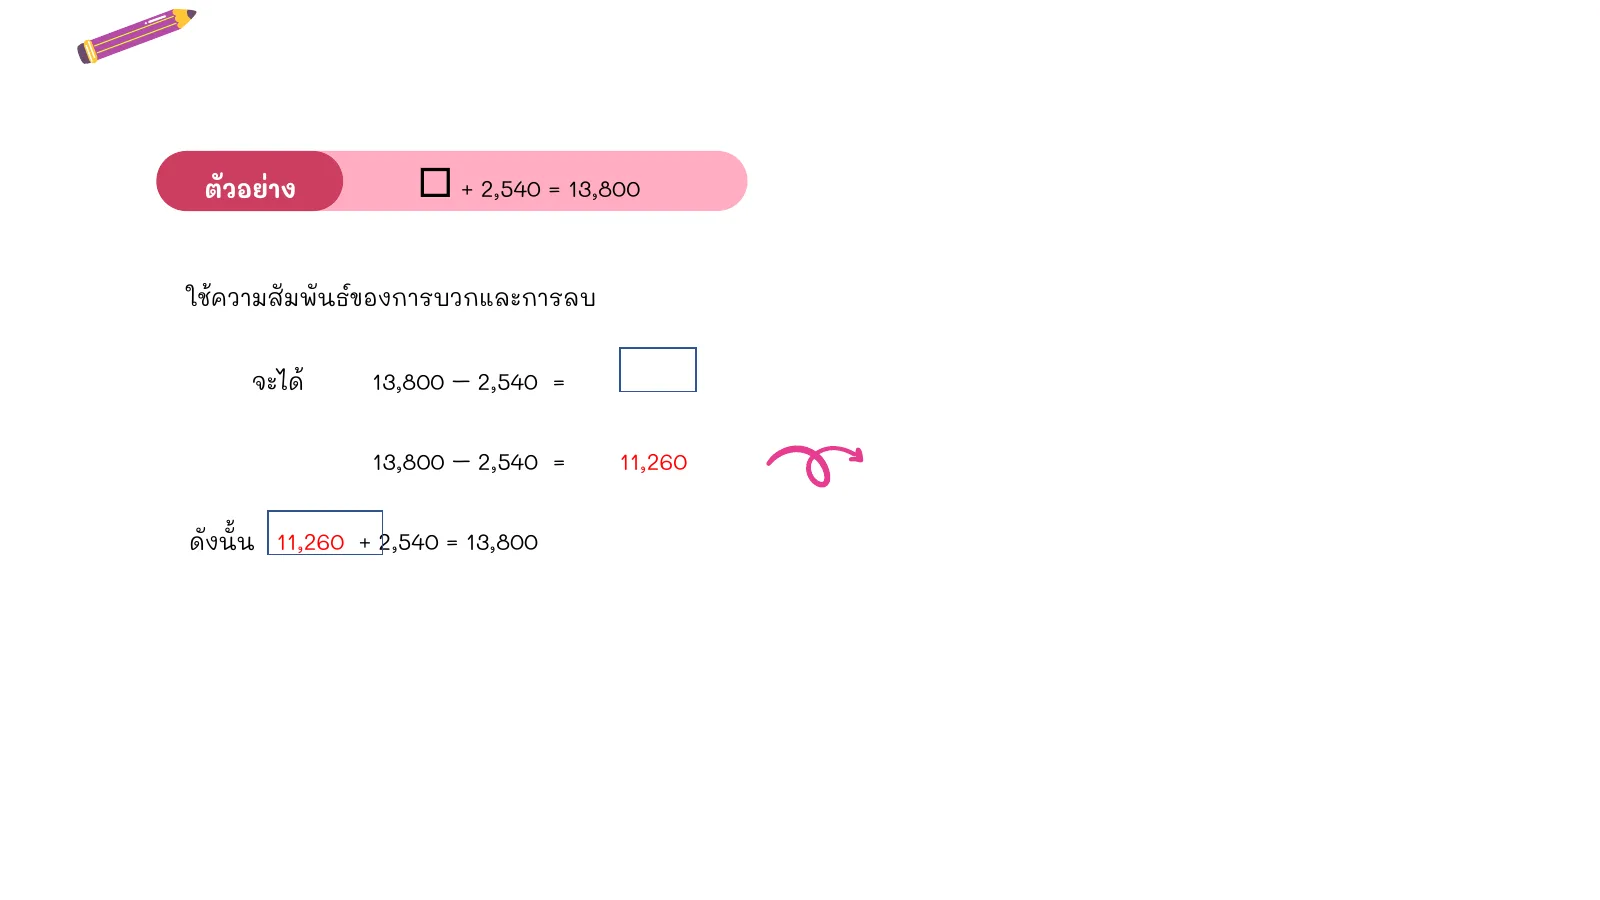 ตัวอย่าง □ + 2,540 = 13,800
ใช้ความสัมพันธ์ของการบวกและการลบ
จะได้ 13,800 – 2,540 =
13,800 – 2,540 = 11,260
ดังนั้น 11,260 + 2,540 = 13,800